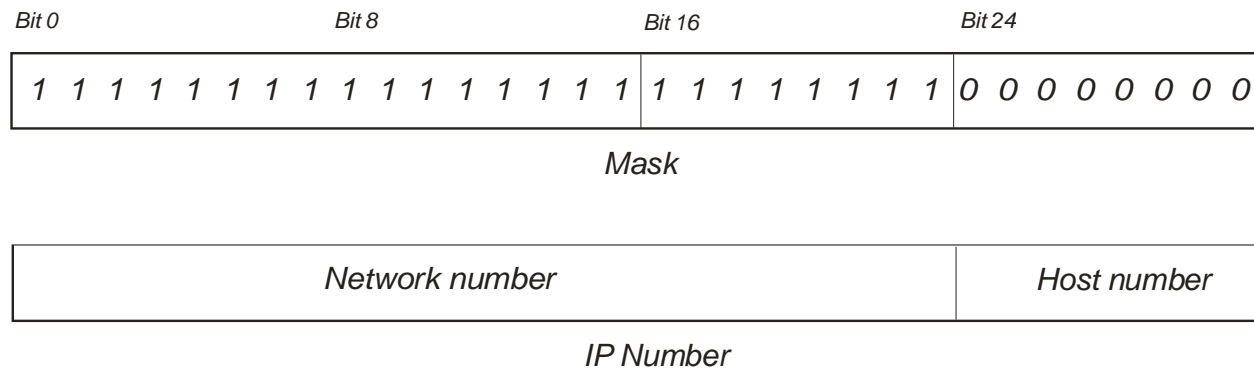 Bit 0 Bit 8 Bit 16 Bit 24
1 1 1 1 1 1 1 1 1 1 1 1 1 1 1 1 1 1 1 1 1 1 1 1 0 0 0 0 0 0 0 0
Mask
Network number Host number
IP Number